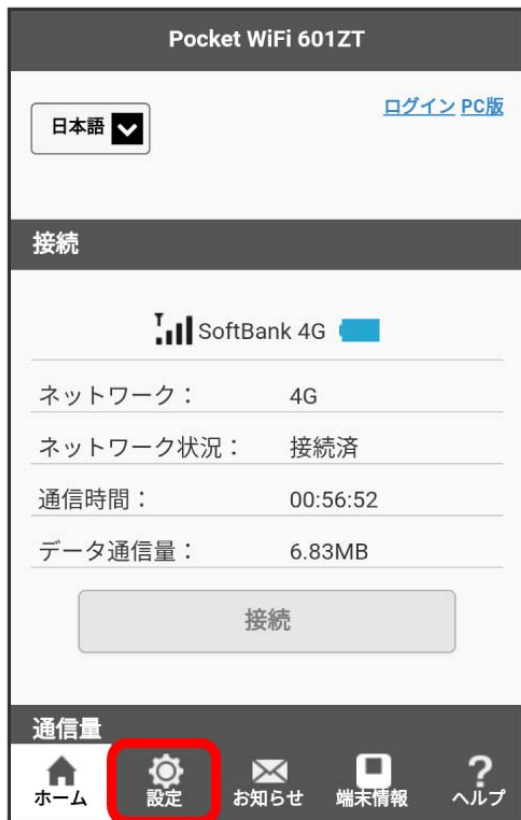 Pocket WiFi 601ZT
日本語 ログイン PC版
接続
SoftBank 4G
ネットワーク： 4G
ネットワーク状況： 接続済
通信時間： 00:56:52
データ通信量： 6.83MB
接続
通信量
ホーム 設定 お知らせ 端末情報 ヘルプ